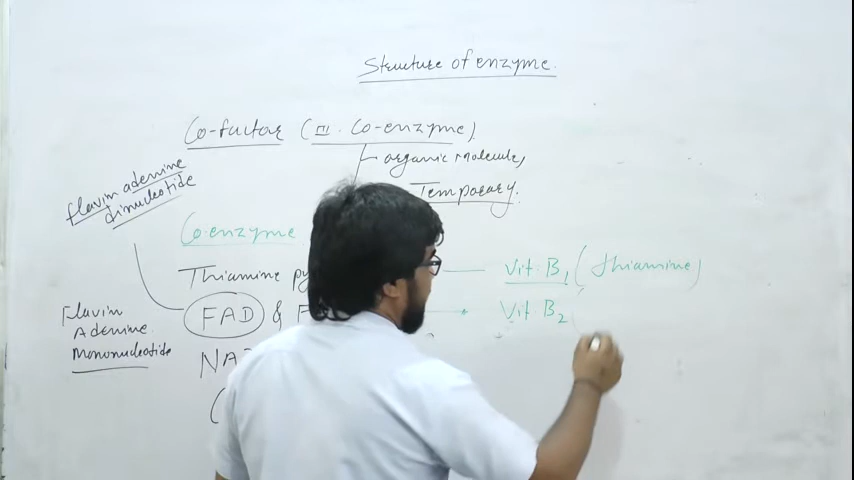 Structure of enzyme.
Co-factor (III. Co-enzyme)
organic molecule,
Temporary.
flavin adenine
dinucleotide
Co-enzyme
Thiamine py
Vit. B1 (thiamine)
FAD & F
Vit B2
Flavin
Adenine.
Mononucleotide
NA
(